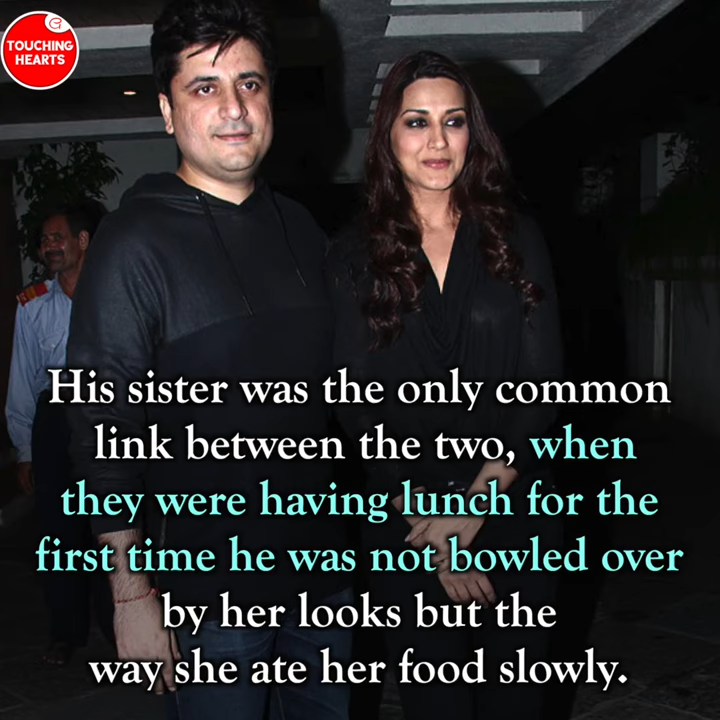 TOUCHING
HEARTS
His sister was the only common
link between the two, when
they were having lunch for the
first time he was not bowled over
by her looks but the
way she ate her food slowly.